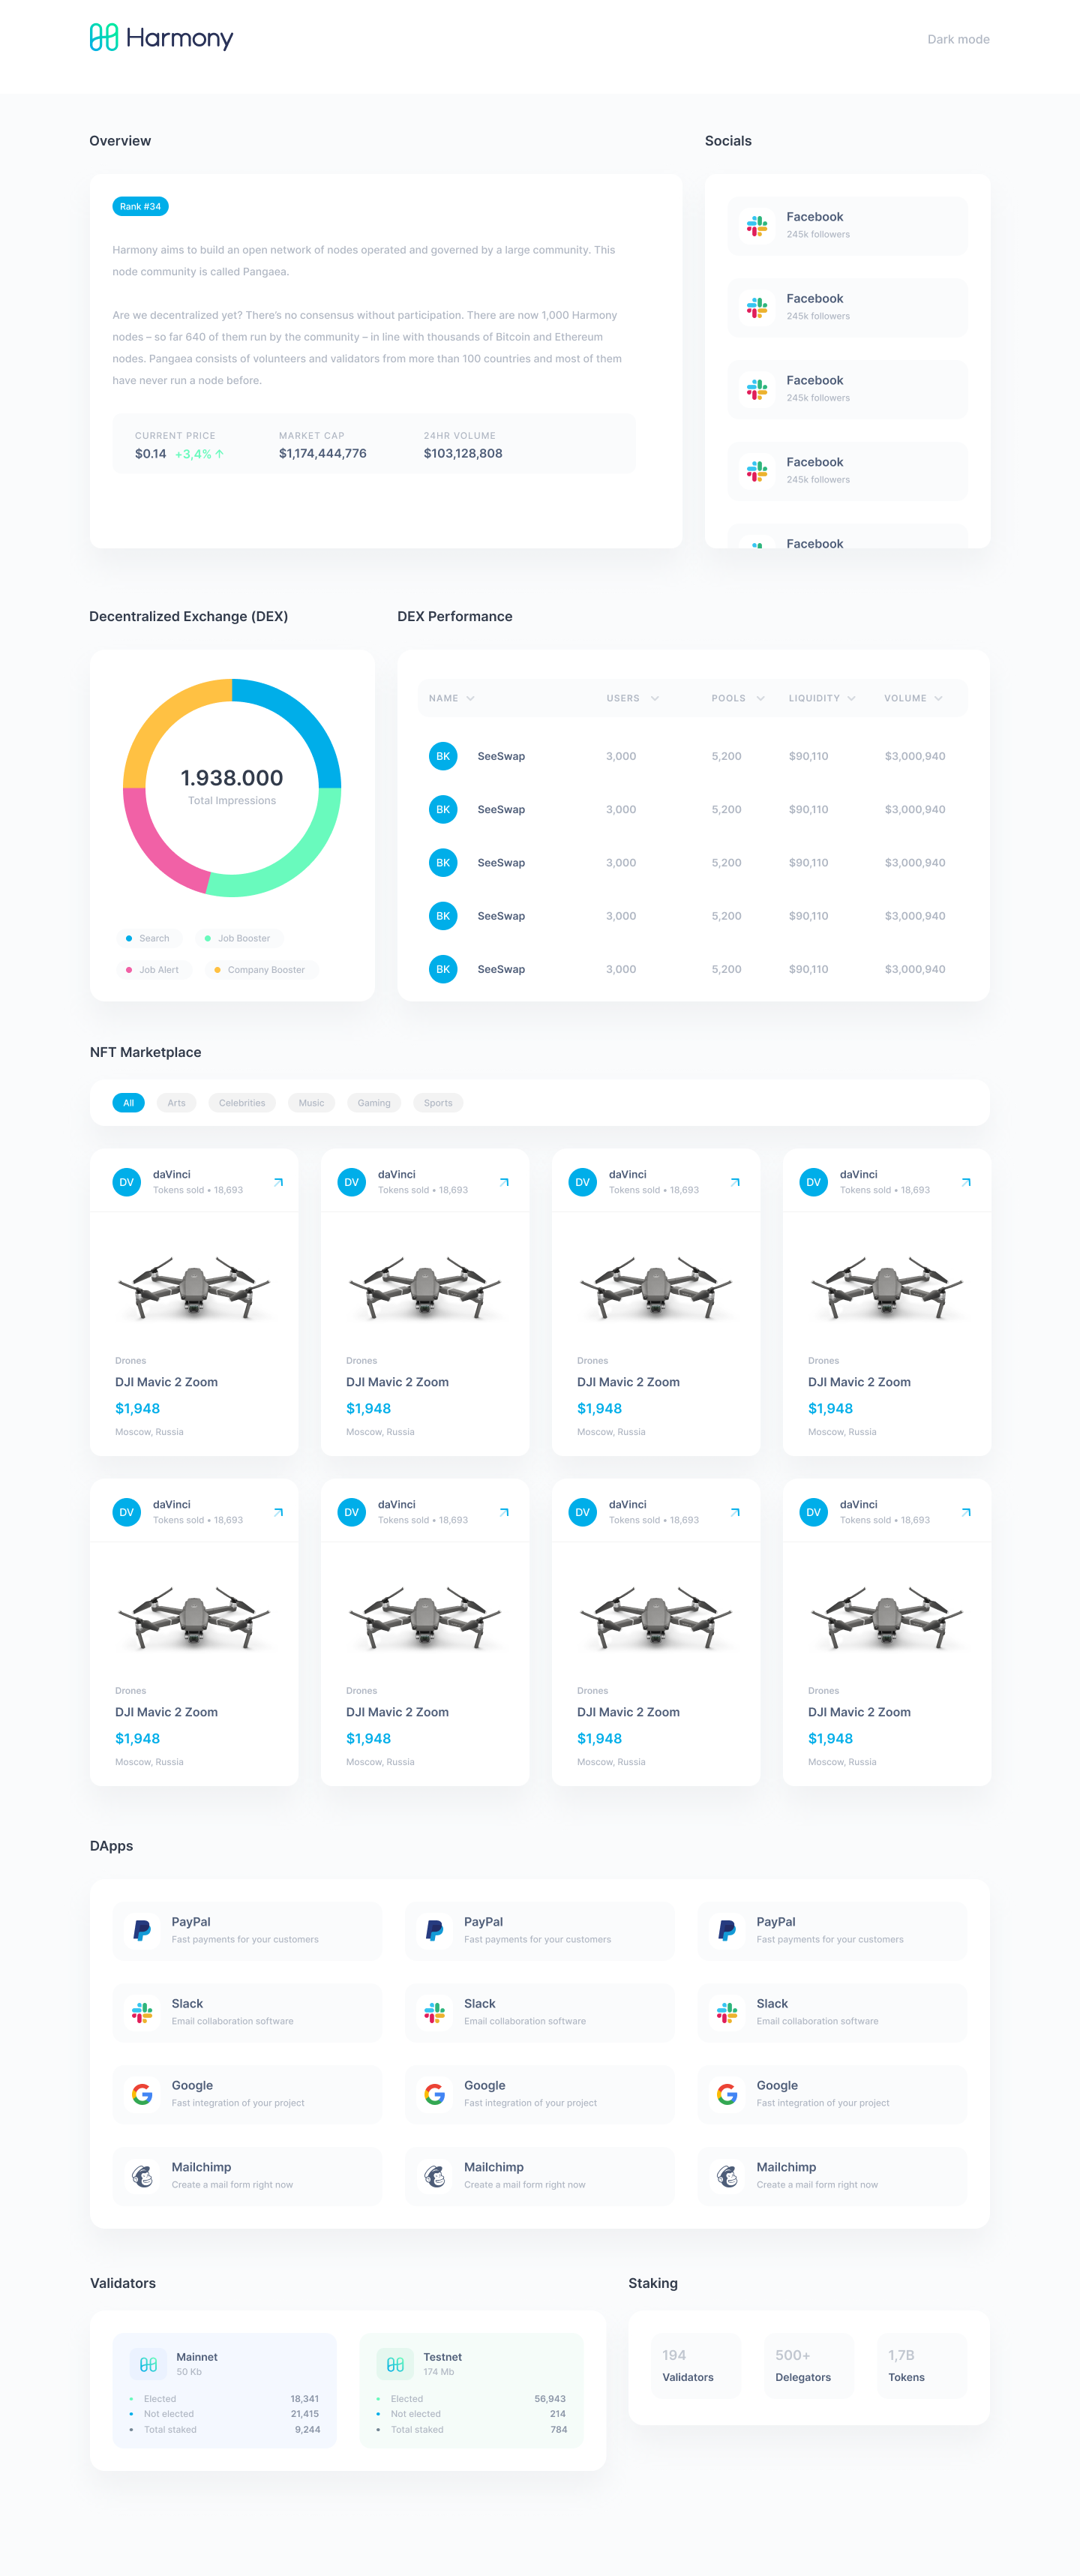 Harmony
Dark mode
Overview
Rank #34
Harmony aims to build an open network of nodes operated and governed by a large community. This
node community is called Pangaea.
Are we decentralized yet? There's no consensus without participation. There are now 1,000 Harmony
nodes – so far 640 of them run by the community – in line with thousands of Bitcoin and Ethereum
nodes. Pangaea consists of volunteers and validators from more than 100 countries and most of them
have never run a node before.
CURRENT PRICE MARKET CAP 24HR VOLUME
$0.14 +3,4% ↑ $1,174,444,776 $103,128,808
Socials
Facebook
245k followers
Facebook
245k followers
Facebook
245k followers
Facebook
245k followers
Facebook
Decentralized Exchange (DEX)
1.938.000
Total Impressions
Search Job Booster
Job Alert Company Booster
DEX Performance
NAME USERS POOLS LIQUIDITY VOLUME
BK SeeSwap 3,000 5,200 $90,110 $3,000,940
BK SeeSwap 3,000 5,200 $90,110 $3,000,940
BK SeeSwap 3,000 5,200 $90,110 $3,000,940
BK SeeSwap 3,000 5,200 $90,110 $3,000,940
BK SeeSwap 3,000 5,200 $90,110 $3,000,940
NFT Marketplace
All Arts Celebrities Music Gaming Sports
DV daVinci DV daVinci DV daVinci DV daVinci
Tokens sold • 18,693 Tokens sold • 18,693 Tokens sold • 18,693 Tokens sold • 18,693
Drones Drones Drones Drones
DJI Mavic 2 Zoom DJI Mavic 2 Zoom DJI Mavic 2 Zoom DJI Mavic 2 Zoom
$1,948 $1,948 $1,948 $1,948
Moscow, Russia Moscow, Russia Moscow, Russia Moscow, Russia
DV daVinci DV daVinci DV daVinci DV daVinci
Tokens sold • 18,693 Tokens sold • 18,693 Tokens sold • 18,693 Tokens sold • 18,693
Drones Drones Drones Drones
DJI Mavic 2 Zoom DJI Mavic 2 Zoom DJI Mavic 2 Zoom DJI Mavic 2 Zoom
$1,948 $1,948 $1,948 $1,948
Moscow, Russia Moscow, Russia Moscow, Russia Moscow, Russia
DApps
PayPal PayPal PayPal
Fast payments for your customers Fast payments for your customers Fast payments for your customers
Slack Slack Slack
Email collaboration software Email collaboration software Email collaboration software
Google Google Google
Fast integration of your project Fast integration of your project Fast integration of your project
Mailchimp Mailchimp Mailchimp
Create a mail form right now Create a mail form right now Create a mail form right now
Validators
Mainnet
50 Kb
Elected 18,341
Not elected 21,415
Total staked 9,244
Testnet
174 Mb
Elected 56,943
Not elected 214
Total staked 784
Staking
194 500+ 1,7B
Validators Delegators Tokens